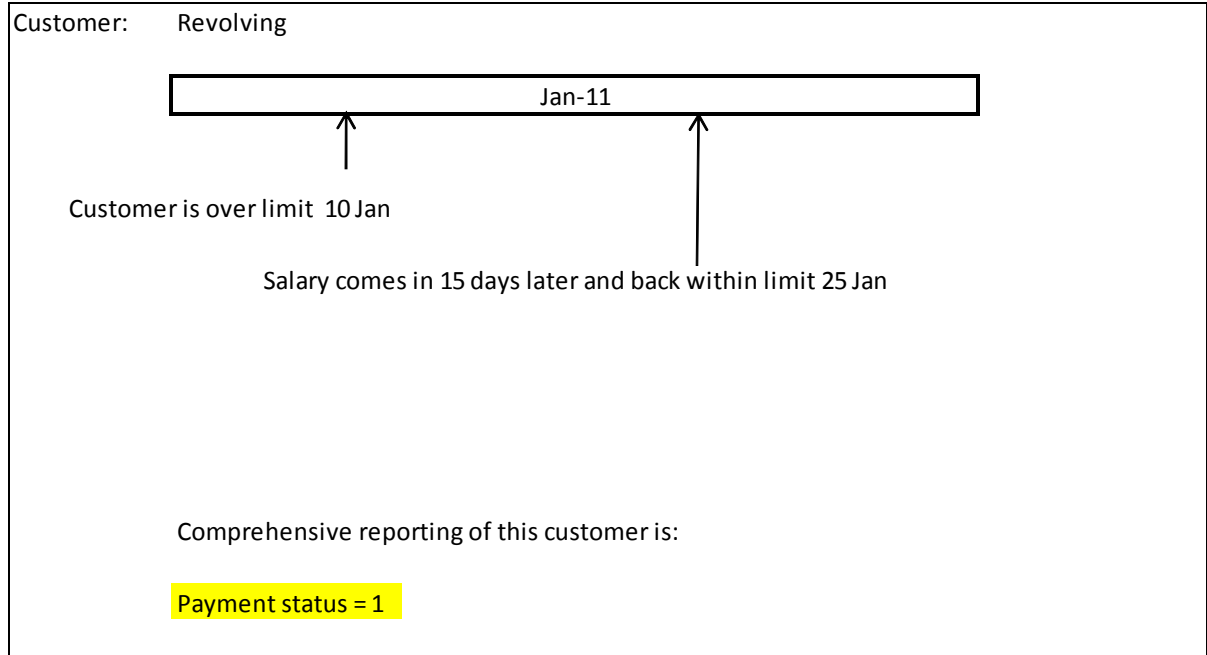 Customer: Revolving
Jan-11
Customer is over limit 10 Jan
Salary comes in 15 days later and back within limit 25 Jan
Comprehensive reporting of this customer is:
Payment status = 1